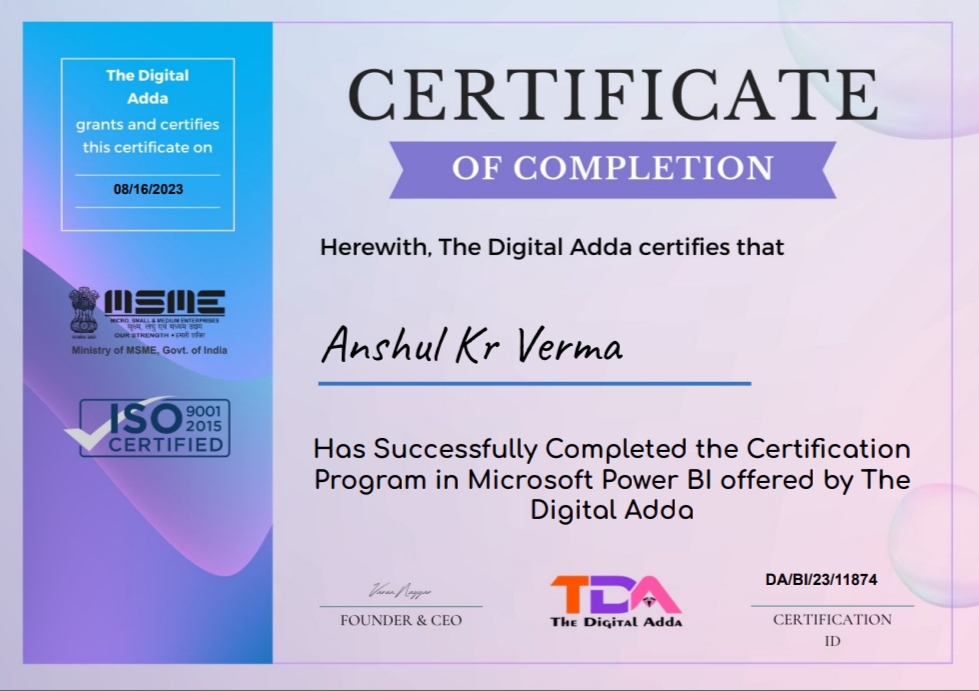 The Digital
Adda
grants and certifies
this certificate on
08/16/2023
MSME
MICRO, SMALL & MEDIUM ENTERPRISES
सूक्ष्म, लघु एवं मध्यम उद्यम
OUR STRENGTH • हमारी शक्ति
Ministry of MSME, Govt. of India
ISO 9001
2015
CERTIFIED
CERTIFICATE
OF COMPLETION
Herewith, The Digital Adda certifies that
Anshul Kr Verma
Has Successfully Completed the Certification
Program in Microsoft Power BI offered by The
Digital Adda
FOUNDER & CEO
TDA
The Digital Adda
DA/BI/23/11874
CERTIFICATION
ID